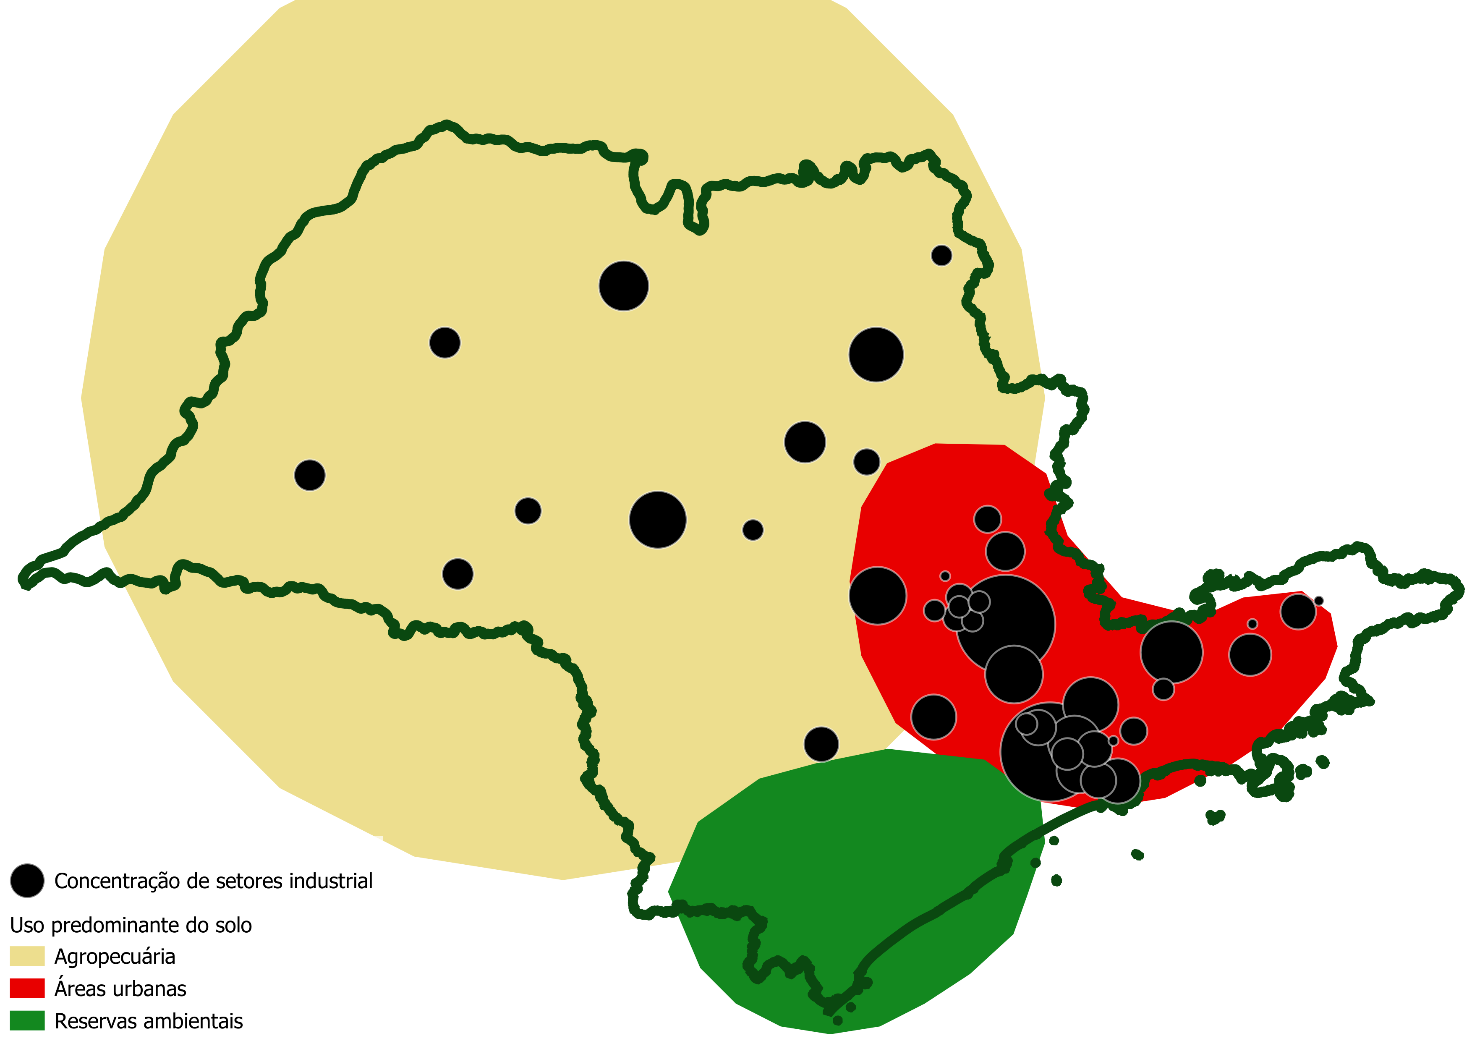 Concentração de setores industrial
Uso predominante do solo
Agropecuária
Áreas urbanas
Reservas ambientais